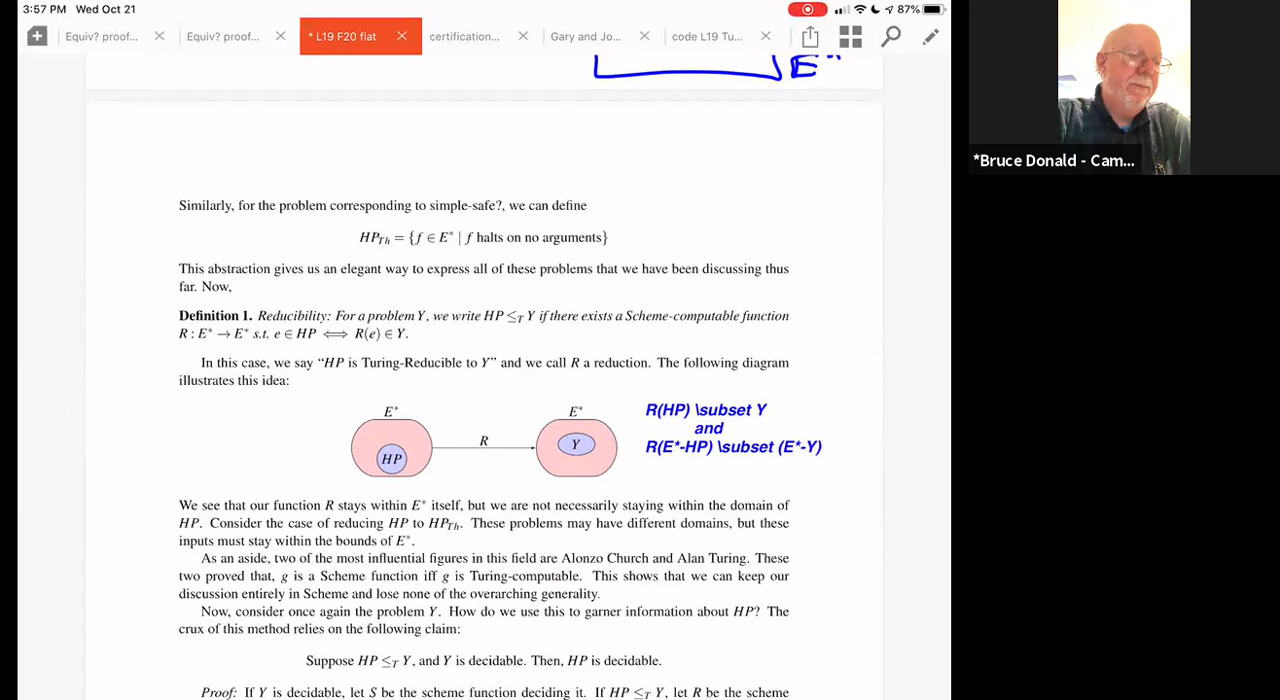 3:57 PM Wed Oct 21
87%
Equiv? proof...
Equiv? proof...
* L19 F20 flat
certification...
Gary and Jo...
code L19 Tu...
E*
*Bruce Donald - Cam...
Similarly, for the problem corresponding to simple-safe?, we can define
HP_Th = {f ∈ E* | f halts on no arguments}
This abstraction gives us an elegant way to express all of these problems that we have been discussing thus
far. Now,
Definition 1. Reducibility: For a problem Y, we write HP ≤_T Y if there exists a Scheme-computable function
R : E* → E* s.t. e ∈ HP ⟺ R(e) ∈ Y.
In this case, we say “HP is Turing-Reducible to Y” and we call R a reduction. The following diagram
illustrates this idea:
E*
E*
R(HP) \subset Y
and
R(E*-HP) \subset (E*-Y)
HP
R
Y
We see that our function R stays within E* itself, but we are not necessarily staying within the domain of
HP. Consider the case of reducing HP to HP_Th. These problems may have different domains, but these
inputs must stay within the bounds of E*.
As an aside, two of the most influential figures in this field are Alonzo Church and Alan Turing. These
two proved that, g is a Scheme function iff g is Turing-computable. This shows that we can keep our
discussion entirely in Scheme and lose none of the overarching generality.
Now, consider once again the problem Y. How do we use this to garner information about HP? The
crux of this method relies on the following claim:
Suppose HP ≤_T Y, and Y is decidable. Then, HP is decidable.
Proof: If Y is decidable, let S be the scheme function deciding it. If HP ≤_T Y, let R be the scheme